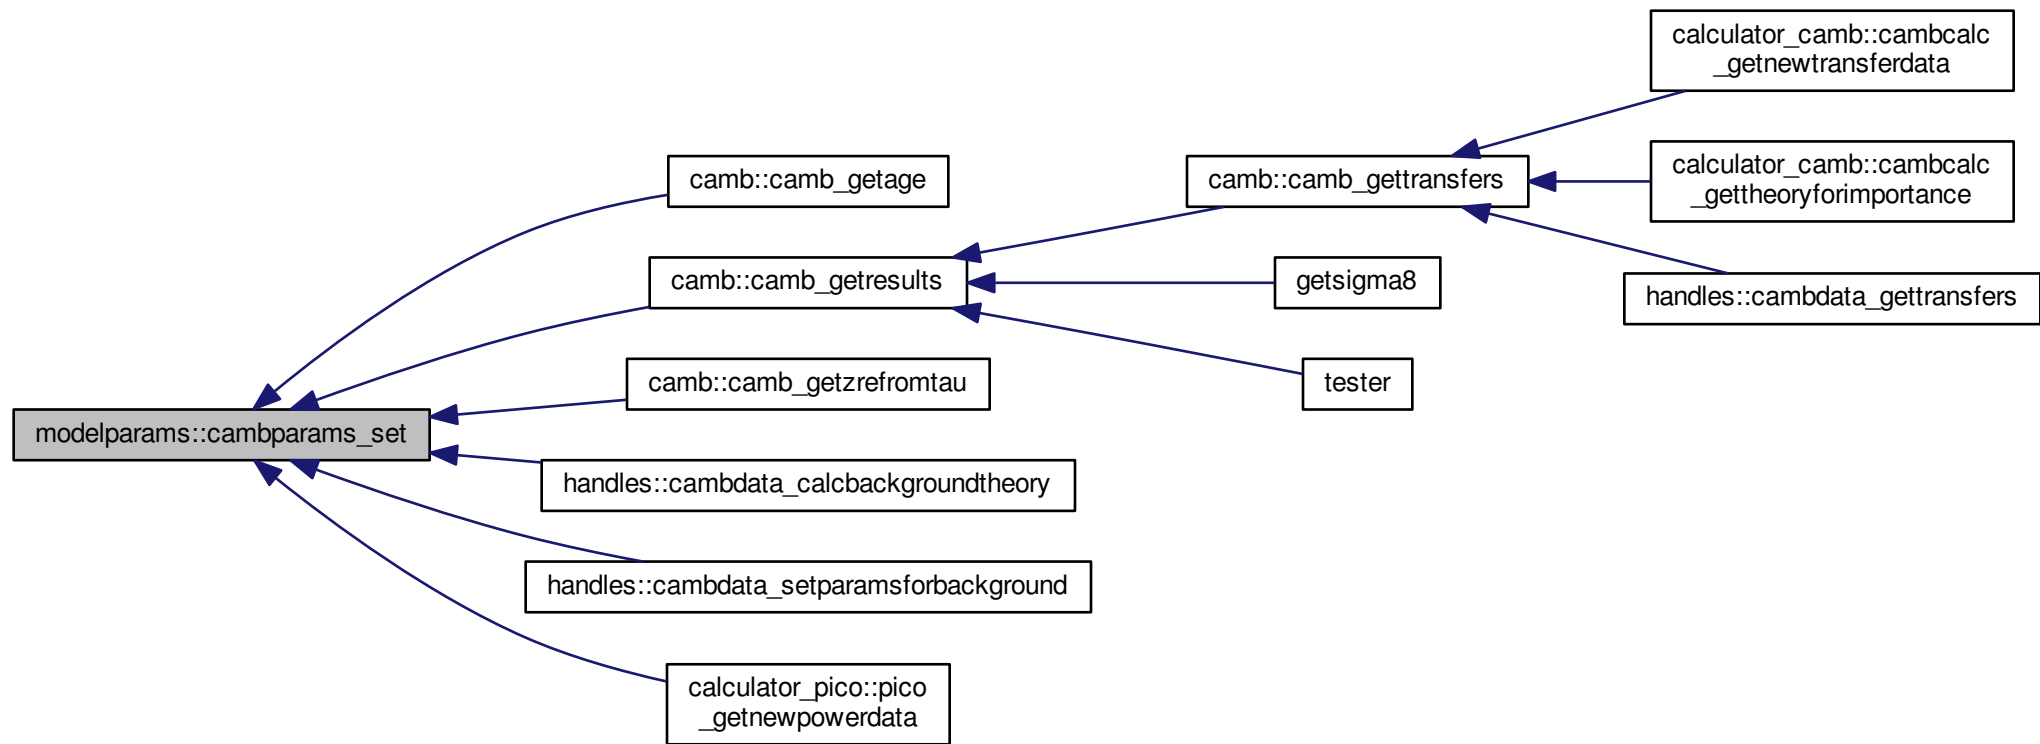 calculator_camb::cambcalc
_getnewtransferdata
camb::camb_getage
camb::camb_gettransfers
calculator_camb::cambcalc
_gettheoryforimportance
camb::camb_getresults
getsigma8
handles::cambdata_gettransfers
camb::camb_getzrefromtau
tester
modelparams::cambparams_set
handles::cambdata_calcbackgroundtheory
handles::cambdata_setparamsforbackground
calculator_pico::pico
_getnewpowerdata